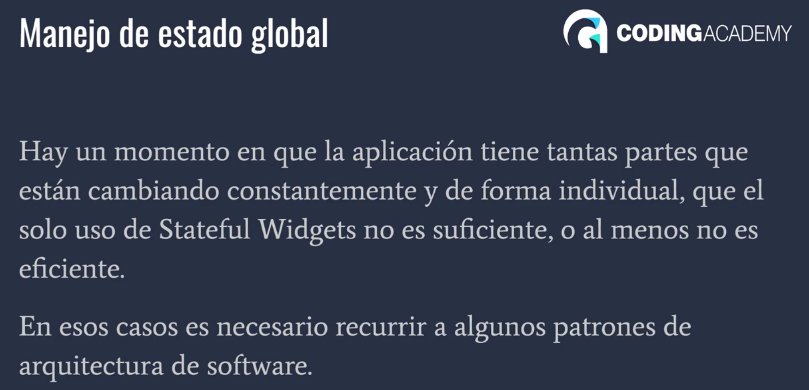 Manejo de estado global
CODINGACADEMY
Hay un momento en que la aplicación tiene tantas partes que
están cambiando constantemente y de forma individual, que el
solo uso de Stateful Widgets no es suficiente, o al menos no es
eficiente.
En esos casos es necesario recurrir a algunos patrones de
arquitectura de software.